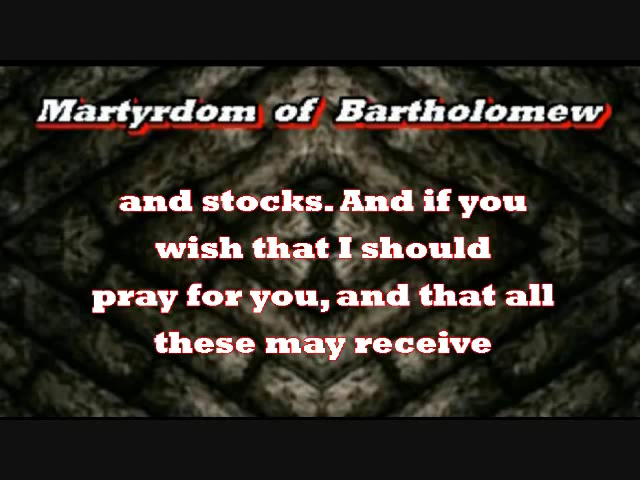 Martyrdom of Bartholomew
and stocks. And if you
wish that I should
pray for you, and that all
these may receive